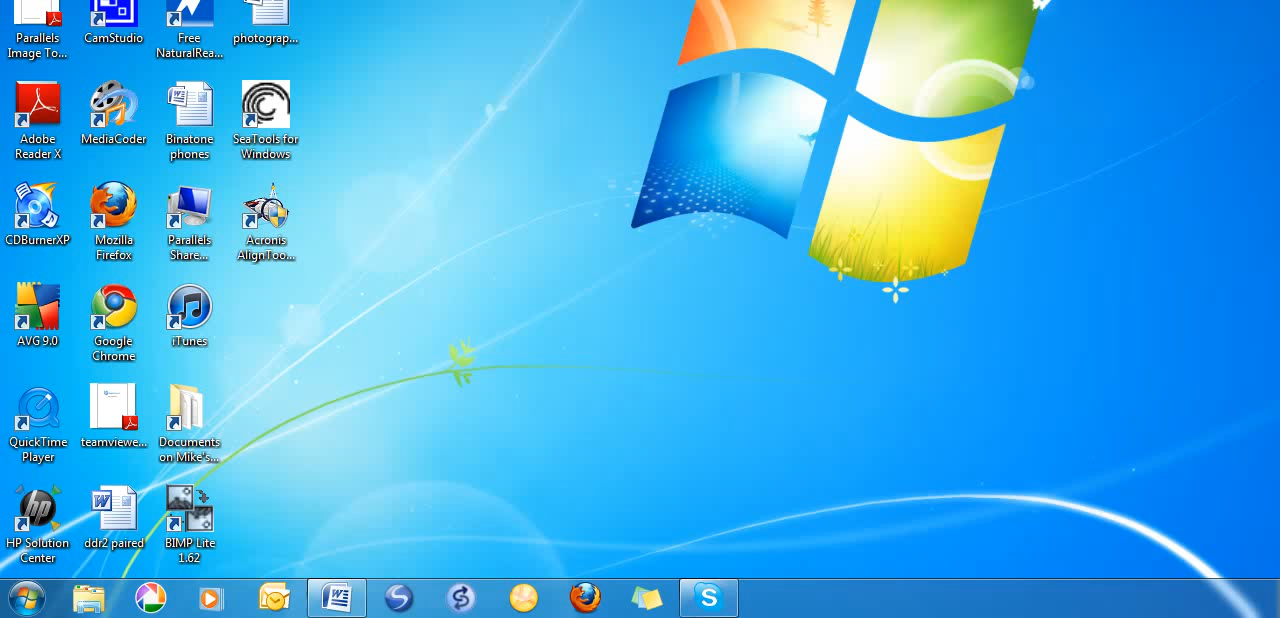 Parallels
Image To...
CamStudio
Free
NaturalRea...
photograp...
Adobe
Reader X
MediaCoder
Binatone
phones
SeaTools for
Windows
CDBurnerXP
Mozilla
Firefox
Parallels
Share...
Acronis
AlignToo...
AVG 9.0
Google
Chrome
iTunes
QuickTime
Player
teamviewe...
Documents
on Mike's...
HP Solution
Center
ddr2 paired
BIMP Lite
1.62